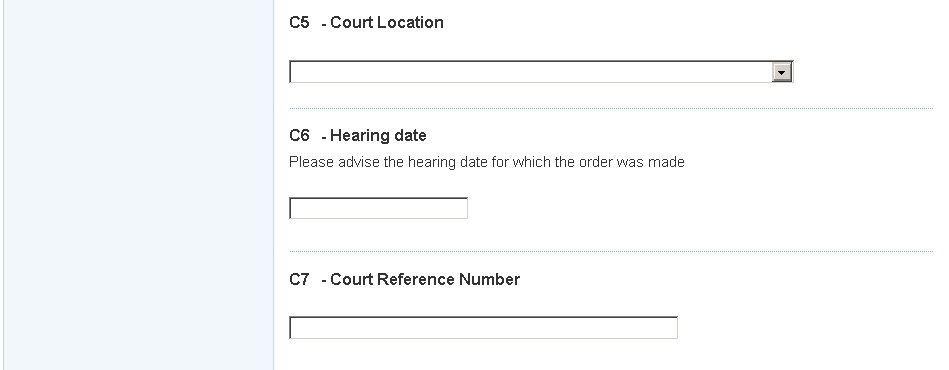 C5 - Court Location
C6 - Hearing date
Please advise the hearing date for which the order was made
C7 - Court Reference Number